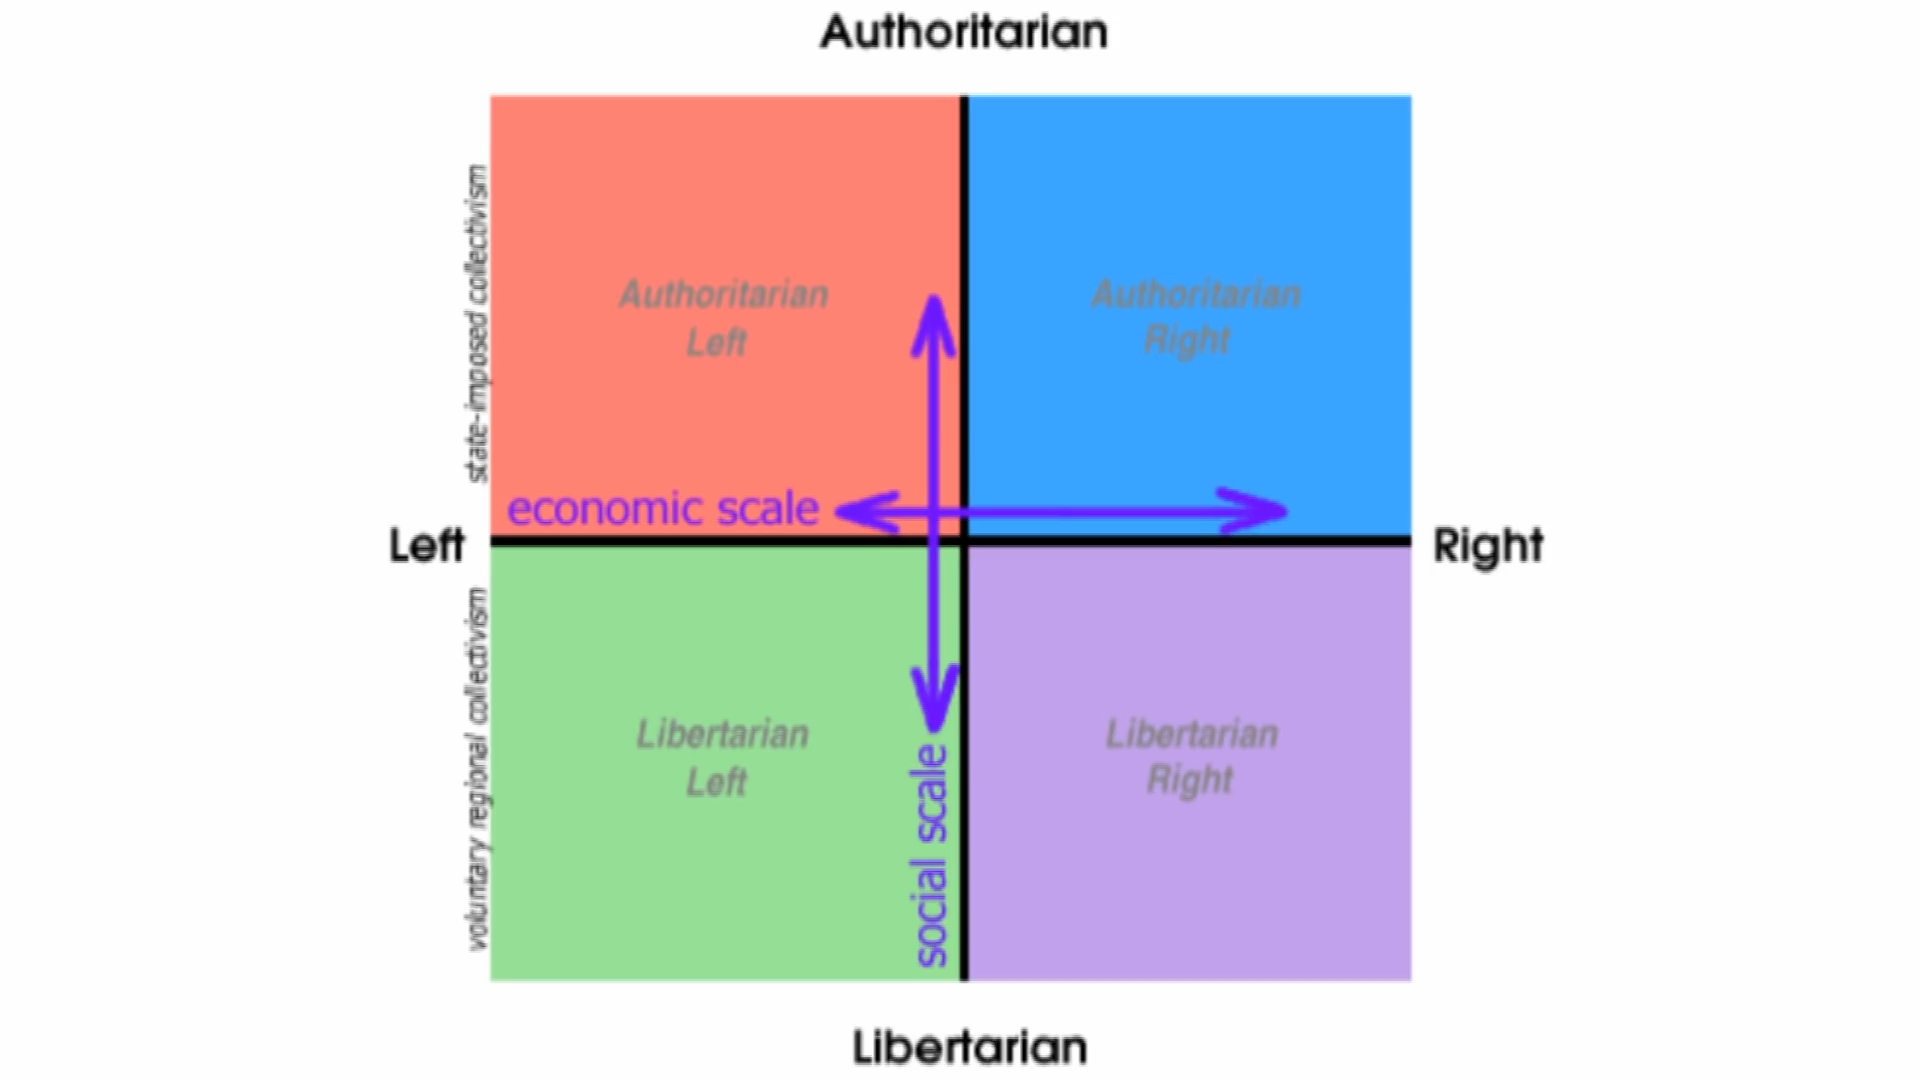 Authoritarian
state-imposed collectivism
Authoritarian
Left
Authoritarian
Right
economic scale
Left
Right
voluntary regional collectivism
Libertarian
Left
Libertarian
Right
social scale
Libertarian